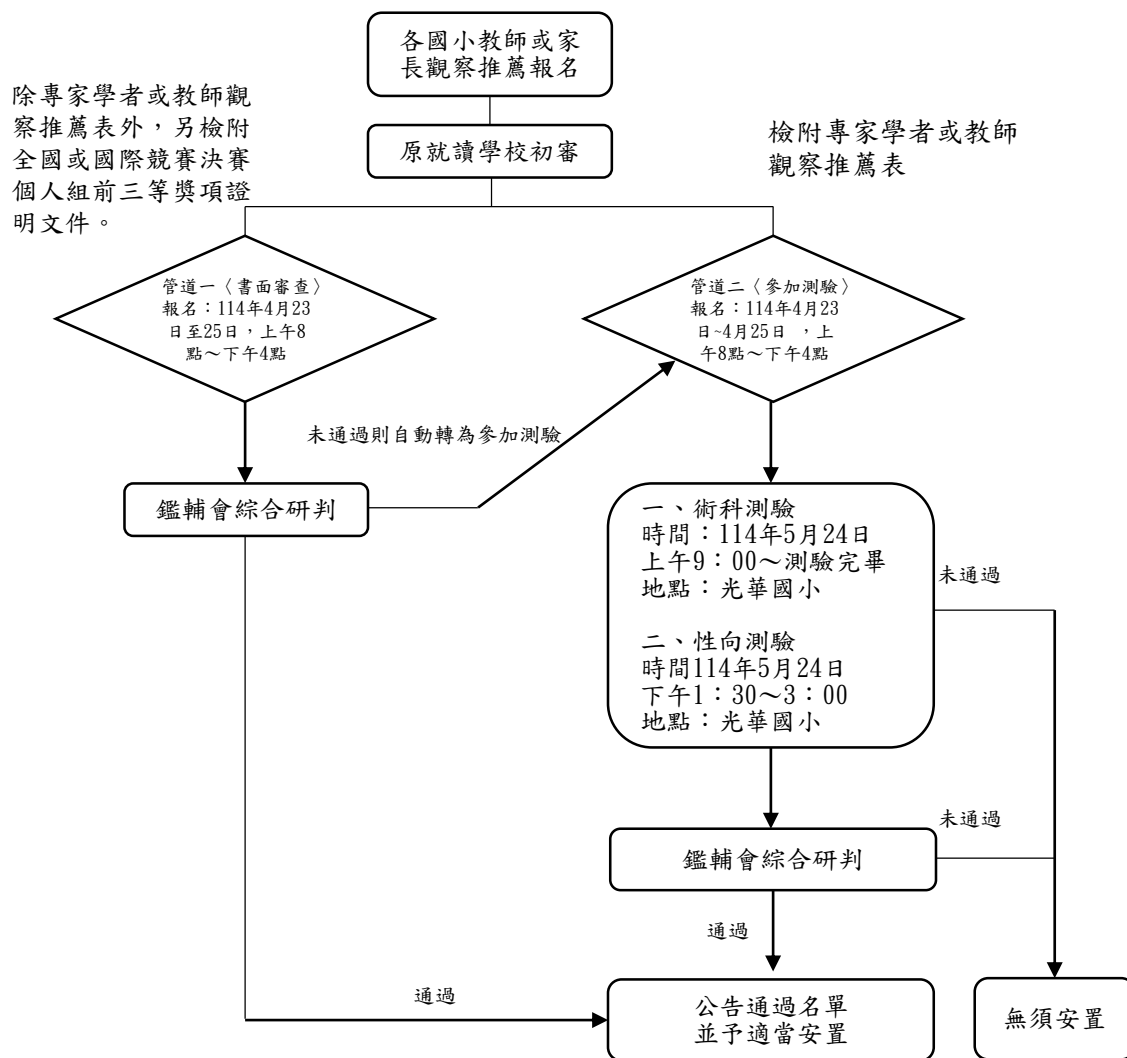 各國小教師或家
長觀察推薦報名
除專家學者或教師觀
察推薦表外，另檢附
全國或國際競賽決賽
個人組前三等獎項證
明文件。
原就讀學校初審
檢附專家學者或教師
觀察推薦表
管道一〈書面審查〉
報名：114年4月23
日至25日，上午8
點～下午4點
管道二〈參加測驗〉
報名：114年4月23
日~4月25日 ，上
午8點～下午4點
未通過則自動轉為參加測驗
鑑輔會綜合研判
一、術科測驗
時間：114年5月24日
上午9：00～測驗完畢
地點：光華國小
二、性向測驗
時間114年5月24日
下午1：30～3：00
地點：光華國小
未通過
鑑輔會綜合研判
未通過
通過
通過
公告通過名單
並予適當安置
無須安置